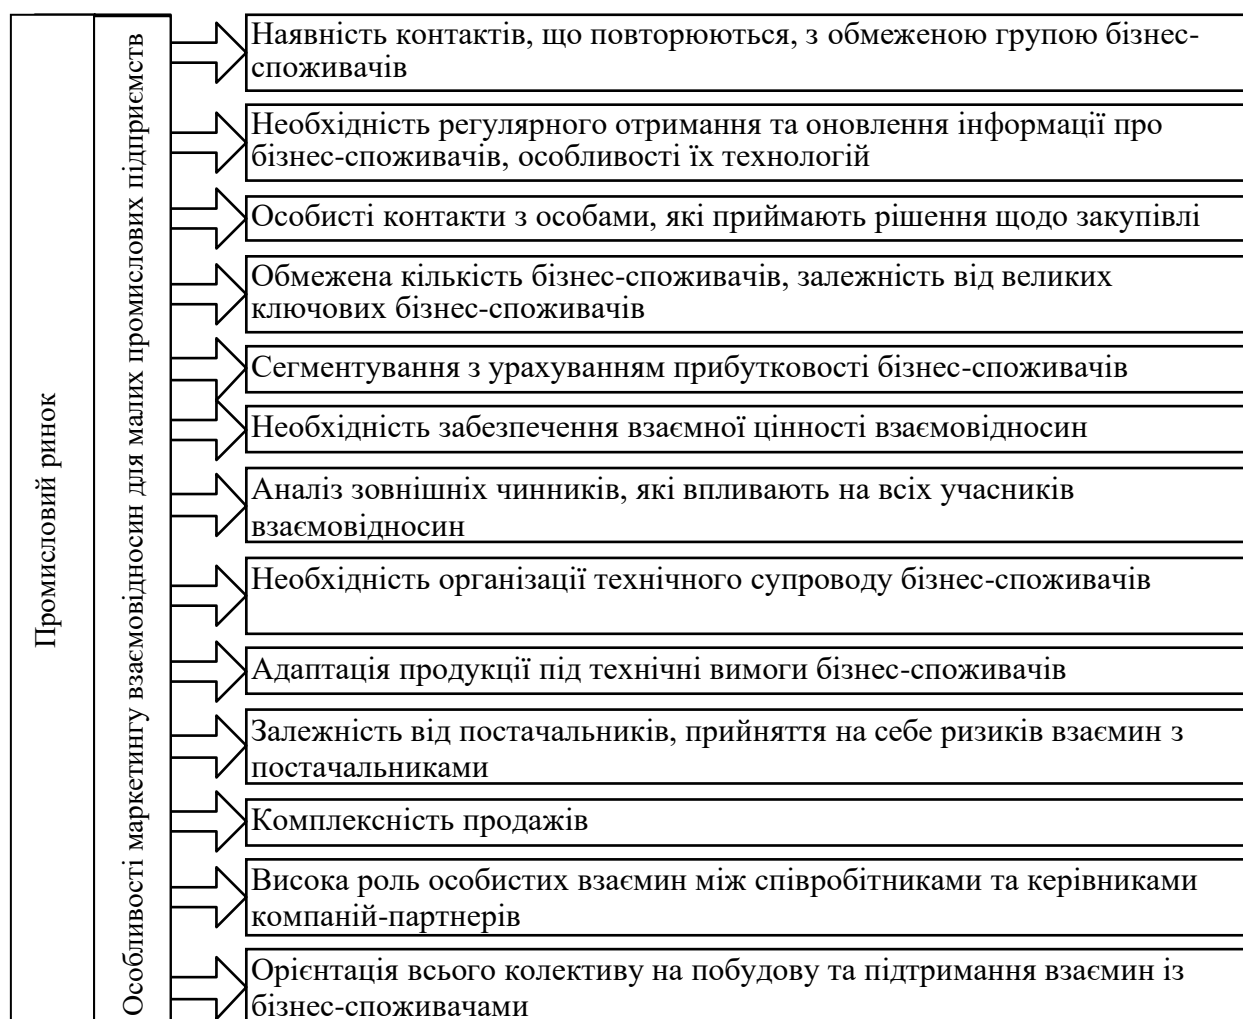 Промисловий ринок
Особливості маркетингу взаємовідносин для малих промислових підприємств
Наявність контактів, що повторюються, з обмеженою групою бізнес-
споживачів
Необхідність регулярного отримання та оновлення інформації про
бізнес-споживачів, особливості їх технологій
Особисті контакти з особами, які приймають рішення щодо закупівлі
Обмежена кількість бізнес-споживачів, залежність від великих
ключових бізнес-споживачів
Сегментування з урахуванням прибутковості бізнес-споживачів
Необхідність забезпечення взаємної цінності взаємовідносин
Аналіз зовнішніх чинників, які впливають на всіх учасників
взаємовідносин
Необхідність організації технічного супроводу бізнес-споживачів
Адаптація продукції під технічні вимоги бізнес-споживачів
Залежність від постачальників, прийняття на себе ризиків взаємин з
постачальниками
Комплексність продажів
Висока роль особистих взаємин між співробітниками та керівниками
компаній-партнерів
Орієнтація всього колективу на побудову та підтримання взаємин із
бізнес-споживачами